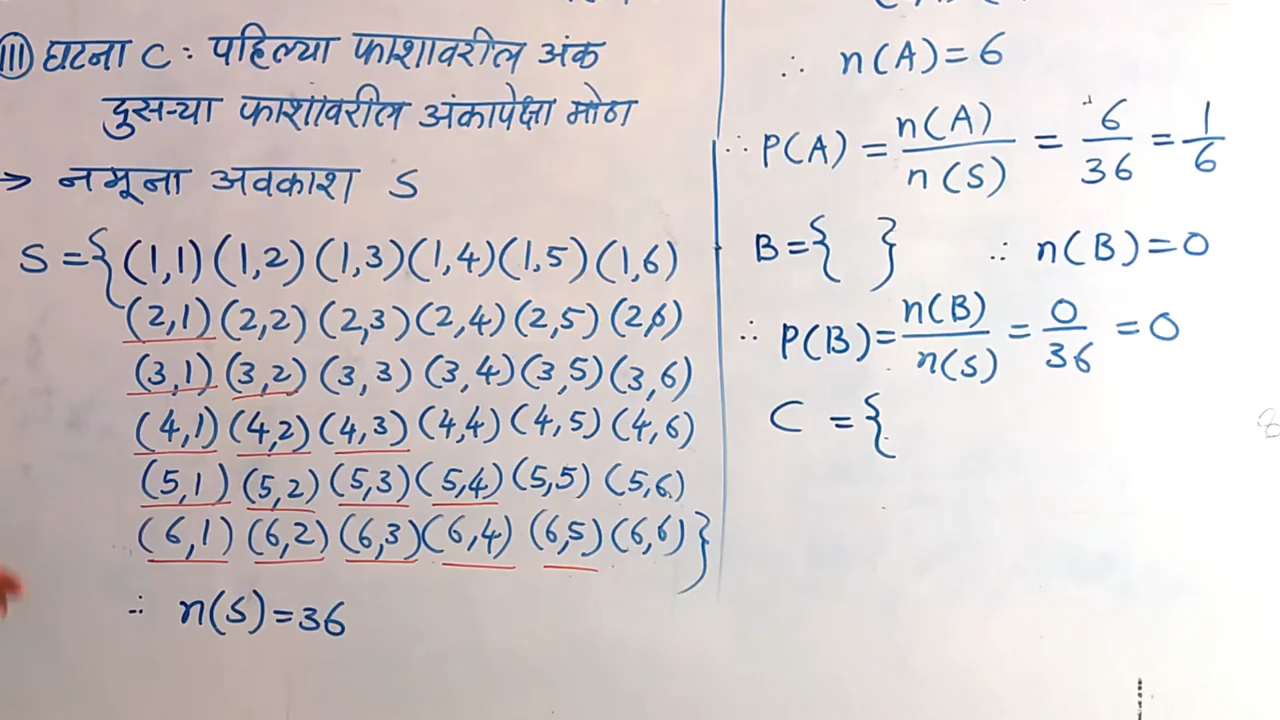 (III) घटना C : पहिल्या फाशावरील अंक
दुसऱ्या फाशावरील अंकापेक्षा मोठा
→ नमूना अवकाश S
S = { (1,1) (1,2) (1,3) (1,4) (1,5) (1,6)
(2,1) (2,2) (2,3) (2,4) (2,5) (2,6)
(3,1) (3,2) (3,3) (3,4) (3,5) (3,6)
(4,1) (4,2) (4,3) (4,4) (4,5) (4,6)
(5,1) (5,2) (5,3) (5,4) (5,5) (5,6)
(6,1) (6,2) (6,3) (6,4) (6,5) (6,6) }
∴ n(S) = 36
∴ n(A) = 6
∴ P(A) = n(A)/n(S) = 6/36 = 1/6
B = { } ∴ n(B) = 0
∴ P(B) = n(B)/n(S) = 0/36 = 0
C = {